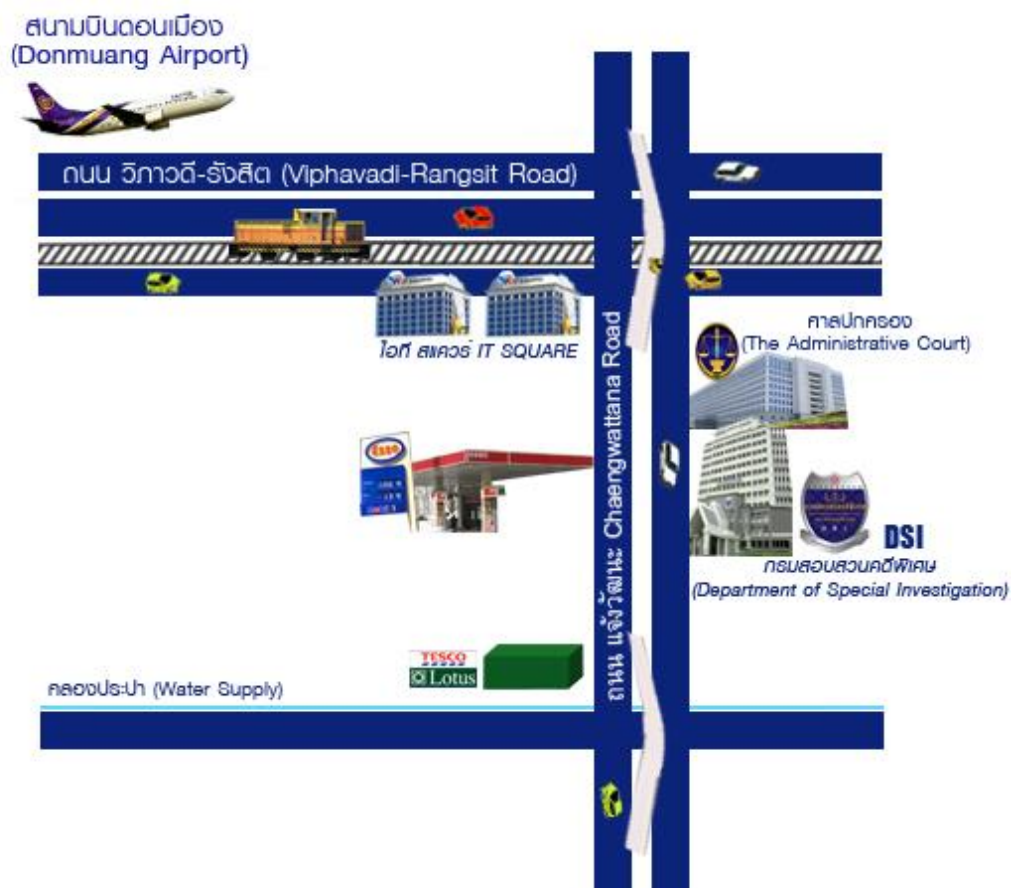 สนามบินดอนเมือง
(Donmuang Airport)
ถนน วิภาวดี-รังสิต (Viphavadi-Rangsit Road)
ไอที สแควร์ IT SQUARE
ศาลปกครอง
(The Administrative Court)
ถนน แจ้งวัฒนะ Chaengwattana Road
Esso
DSI
กรมสอบสวนคดีพิเศษ
(Department of Special Investigation)
TESCO
Lotus
คลองประปา (Water Supply)